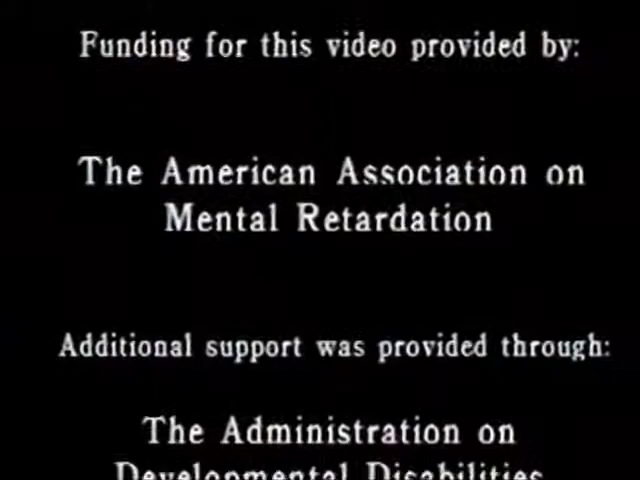 Funding for this video provided by:
The American Association on
Mental Retardation
Additional support was provided through:
The Administration on
Developmental Disabilities